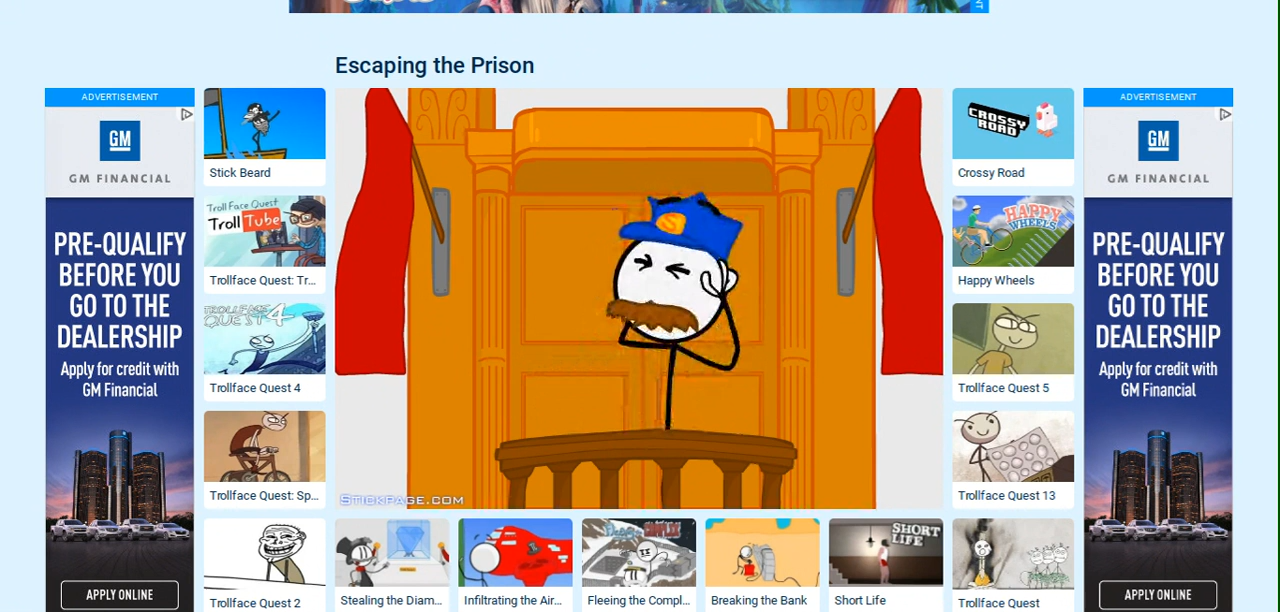 Escaping the Prison
ADVERTISEMENT
GM
GM FINANCIAL
PRE-QUALIFY
BEFORE YOU
GO TO THE
DEALERSHIP
Apply for credit with
GM Financial
APPLY ONLINE
Stick Beard
Troll Face Quest
Troll Tube
Trollface Quest: Tr...
TROLLFACE
QUEST 4
Trollface Quest 4
Trollface Quest: Sp...
Trollface Quest 2
S
STICKPAGE.COM
Stealing the Diam...
Infiltrating the Air...
Fleeing the Compl...
Breaking the Bank
SHORT
LIFE
Short Life
CROSSY
ROAD
Crossy Road
HAPPY
WHEELS
Happy Wheels
Trollface Quest 5
Trollface Quest 13
Trollface Quest
ADVERTISEMENT
GM
GM FINANCIAL
PRE-QUALIFY
BEFORE YOU
GO TO THE
DEALERSHIP
Apply for credit with
GM Financial
APPLY ONLINE